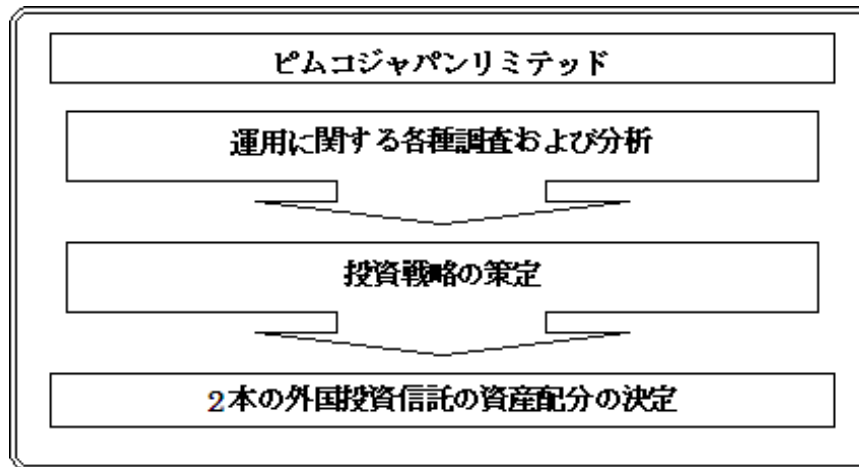 ピムコジャパンリミテッド
運用に関する各種調査および分析
投資戦略の策定
2本の外国投資信託の資産配分の決定